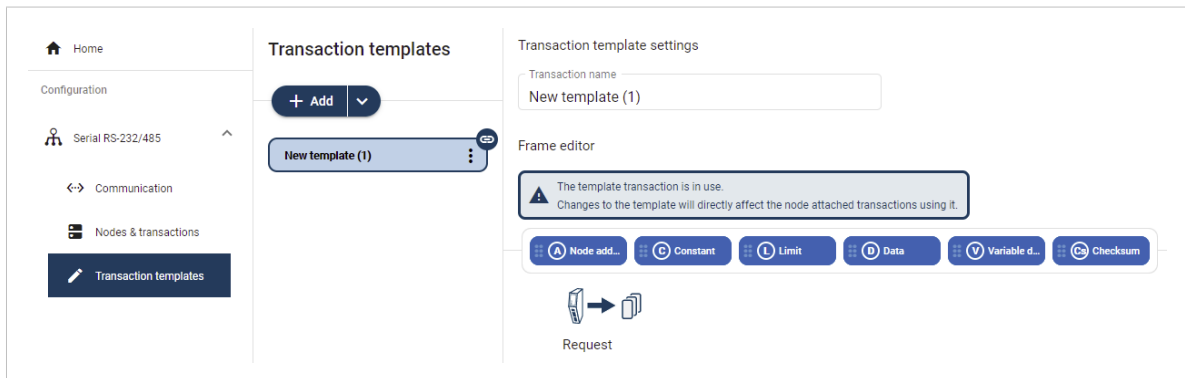 Home
Configuration
Serial RS-232/485
Communication
Nodes & transactions
Transaction templates
Transaction templates
Add
New template (1)
Transaction template settings
Transaction name
New template (1)
Frame editor
The template transaction is in use.
Changes to the template will directly affect the node attached transactions using it.
A Node add...
C Constant
L Limit
D Data
V Variable d...
Cs Checksum
Request